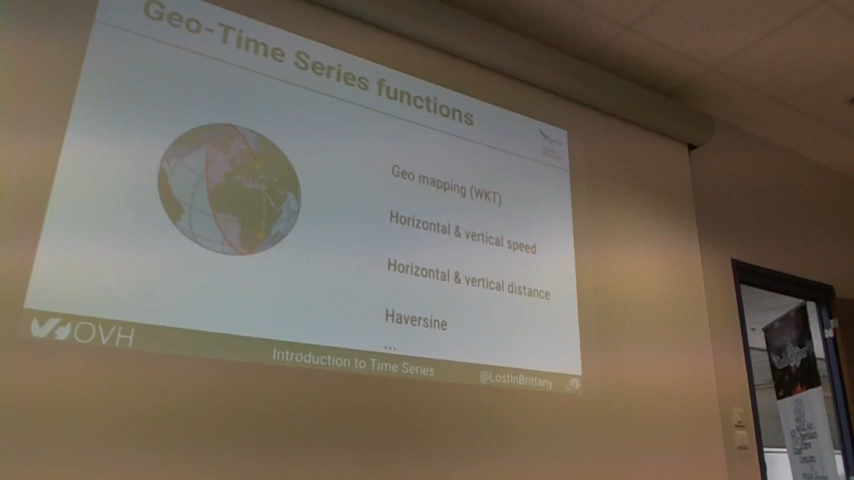 Geo-Time Series functions
Geo mapping (WKT)
Horizontal & vertical speed
Horizontal & vertical distance
Haversine
...
OVH
Introduction to Time Series
@LostInBrittany